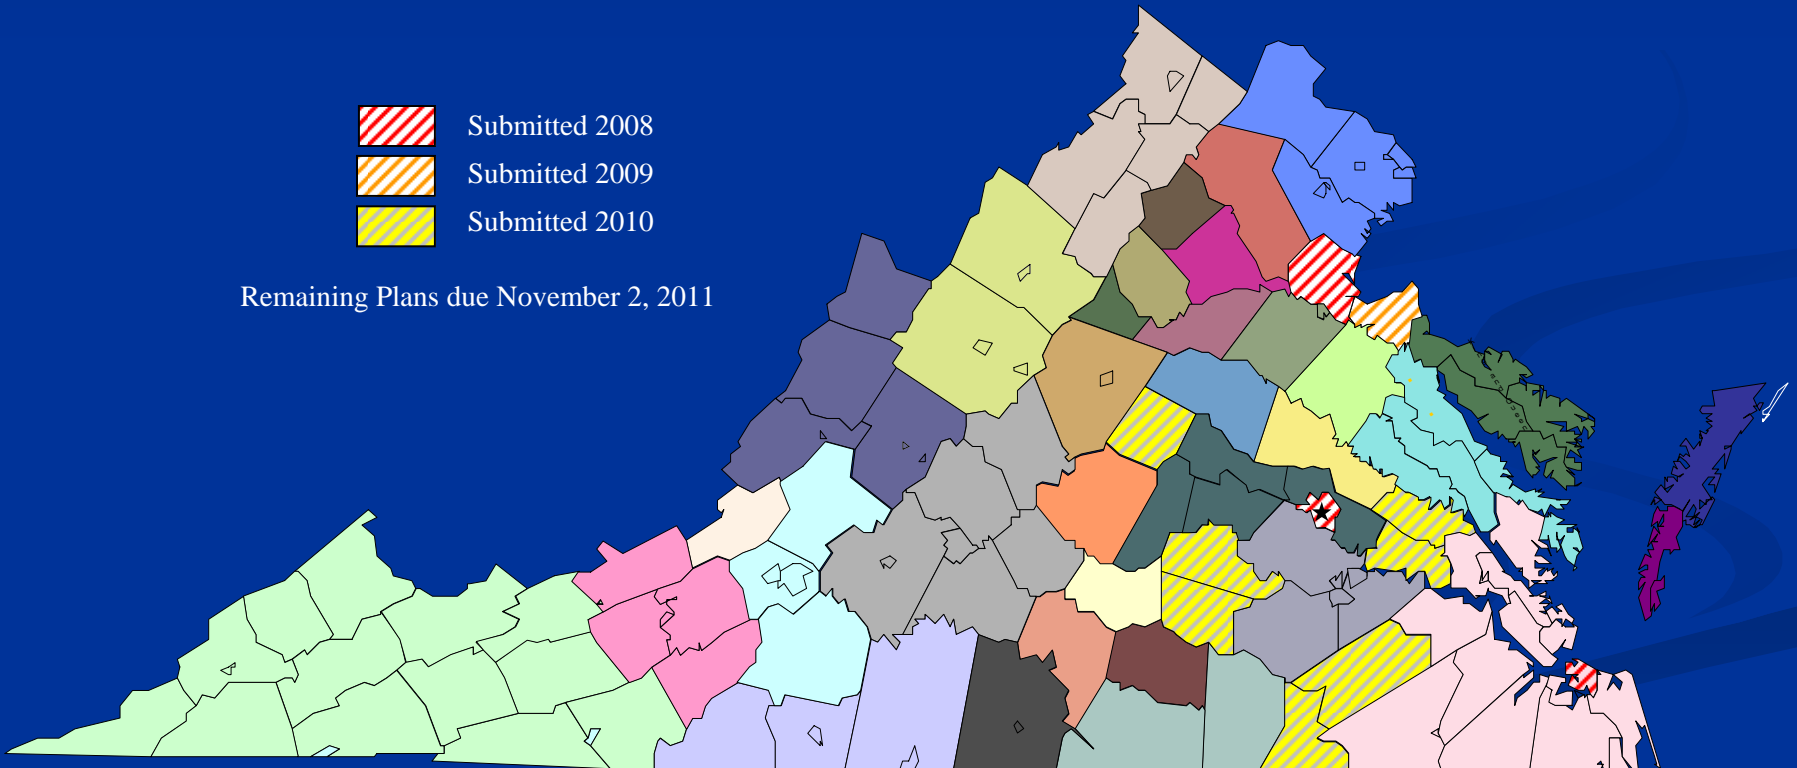 Submitted 2008
Submitted 2009
Submitted 2010
Remaining Plans due November 2, 2011